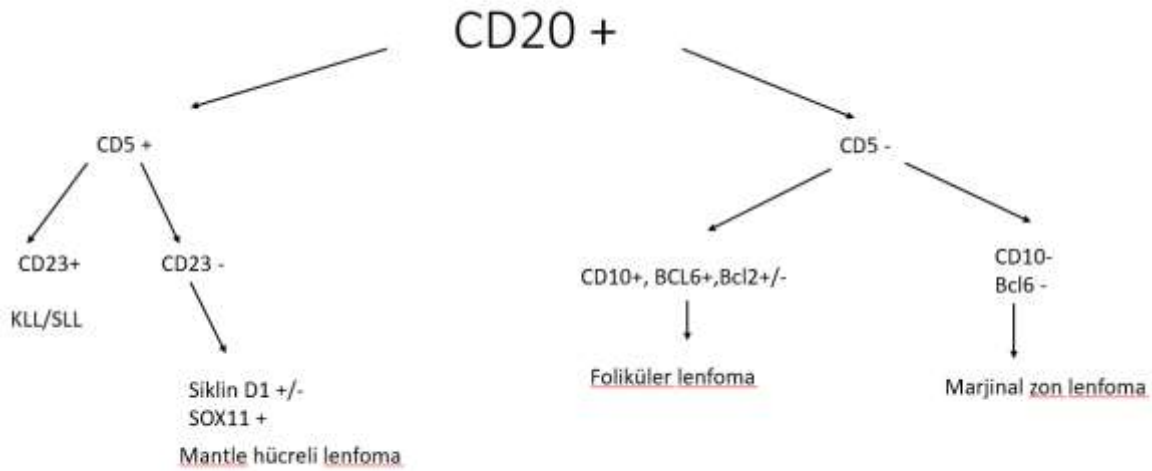 CD20 +
CD5 +
CD5 -
CD23+
CD23 -
CD10+, BCL6+,Bcl2+/-
CD10-
Bcl6 -
KLL/SLL
Siklin D1 +/-
SOX11 +
Mantle hücreli lenfoma
Foliküler lenfoma
Marjinal zon lenfoma